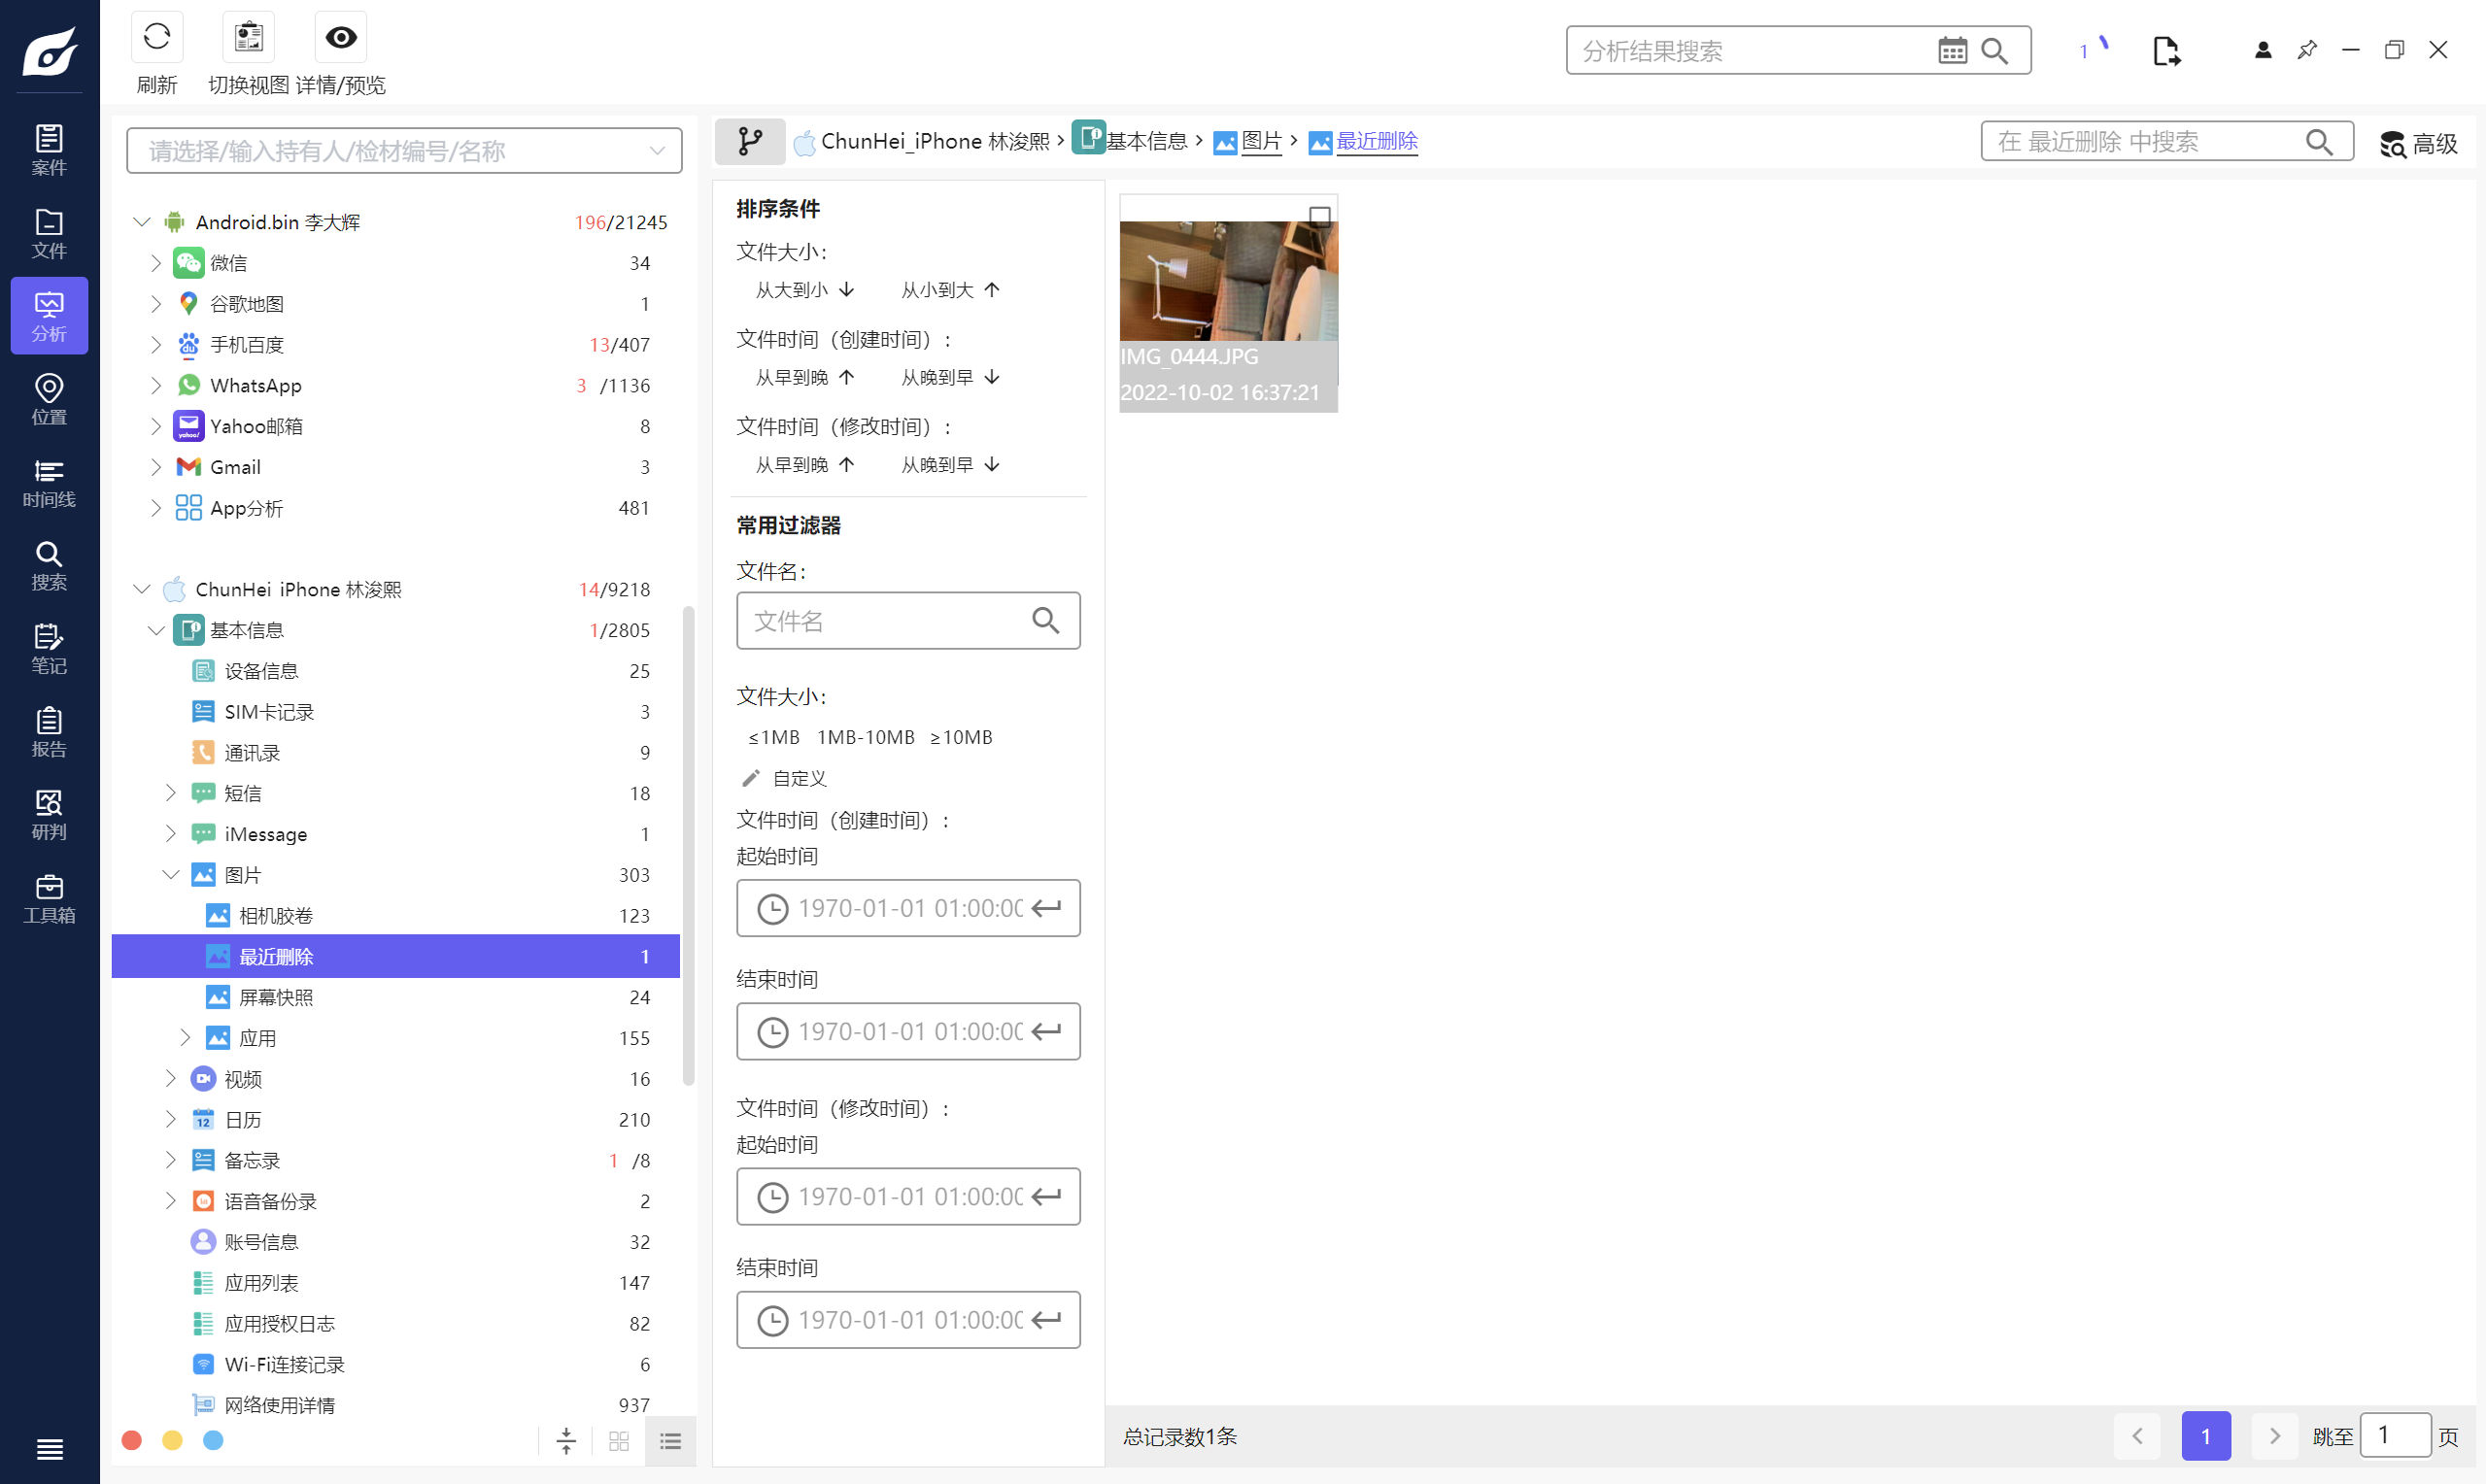 刷新
切换视图
详情/预览
分析结果搜索
1
案件
文件
分析
位置
时间线
搜索
笔记
报告
研判
工具箱
请选择/输入持有人/检材编号/名称
Android.bin 李大辉 196/21245
微信 34
谷歌地图 1
手机百度 13/407
WhatsApp 3 /1136
Yahoo邮箱 8
Gmail 3
App分析 481
ChunHei iPhone 林浚熙 14/9218
基本信息 1/2805
设备信息 25
SIM卡记录 3
通讯录 9
短信 18
iMessage 1
图片 303
相机胶卷 123
最近删除 1
屏幕快照 24
应用 155
视频 16
日历 210
备忘录 1 /8
语音备份录 2
账号信息 32
应用列表 147
应用授权日志 82
Wi-Fi连接记录 6
网络使用详情 937
ChunHei_iPhone 林浚熙 › 基本信息 › 图片 › 最近删除
在 最近删除 中搜索
高级
排序条件
文件大小:
从大到小 ↓ 从小到大 ↑
文件时间（创建时间）:
从早到晚 ↑ 从晚到早 ↓
文件时间（修改时间）:
从早到晚 ↑ 从晚到早 ↓
常用过滤器
文件名:
文件名
文件大小:
≤1MB 1MB-10MB ≥10MB
自定义
文件时间（创建时间）:
起始时间
1970-01-01 01:00:00
结束时间
1970-01-01 01:00:00
文件时间（修改时间）:
起始时间
1970-01-01 01:00:00
结束时间
1970-01-01 01:00:00
IMG_0444.JPG
2022-10-02 16:37:21
总记录数1条
1
跳至 1 页